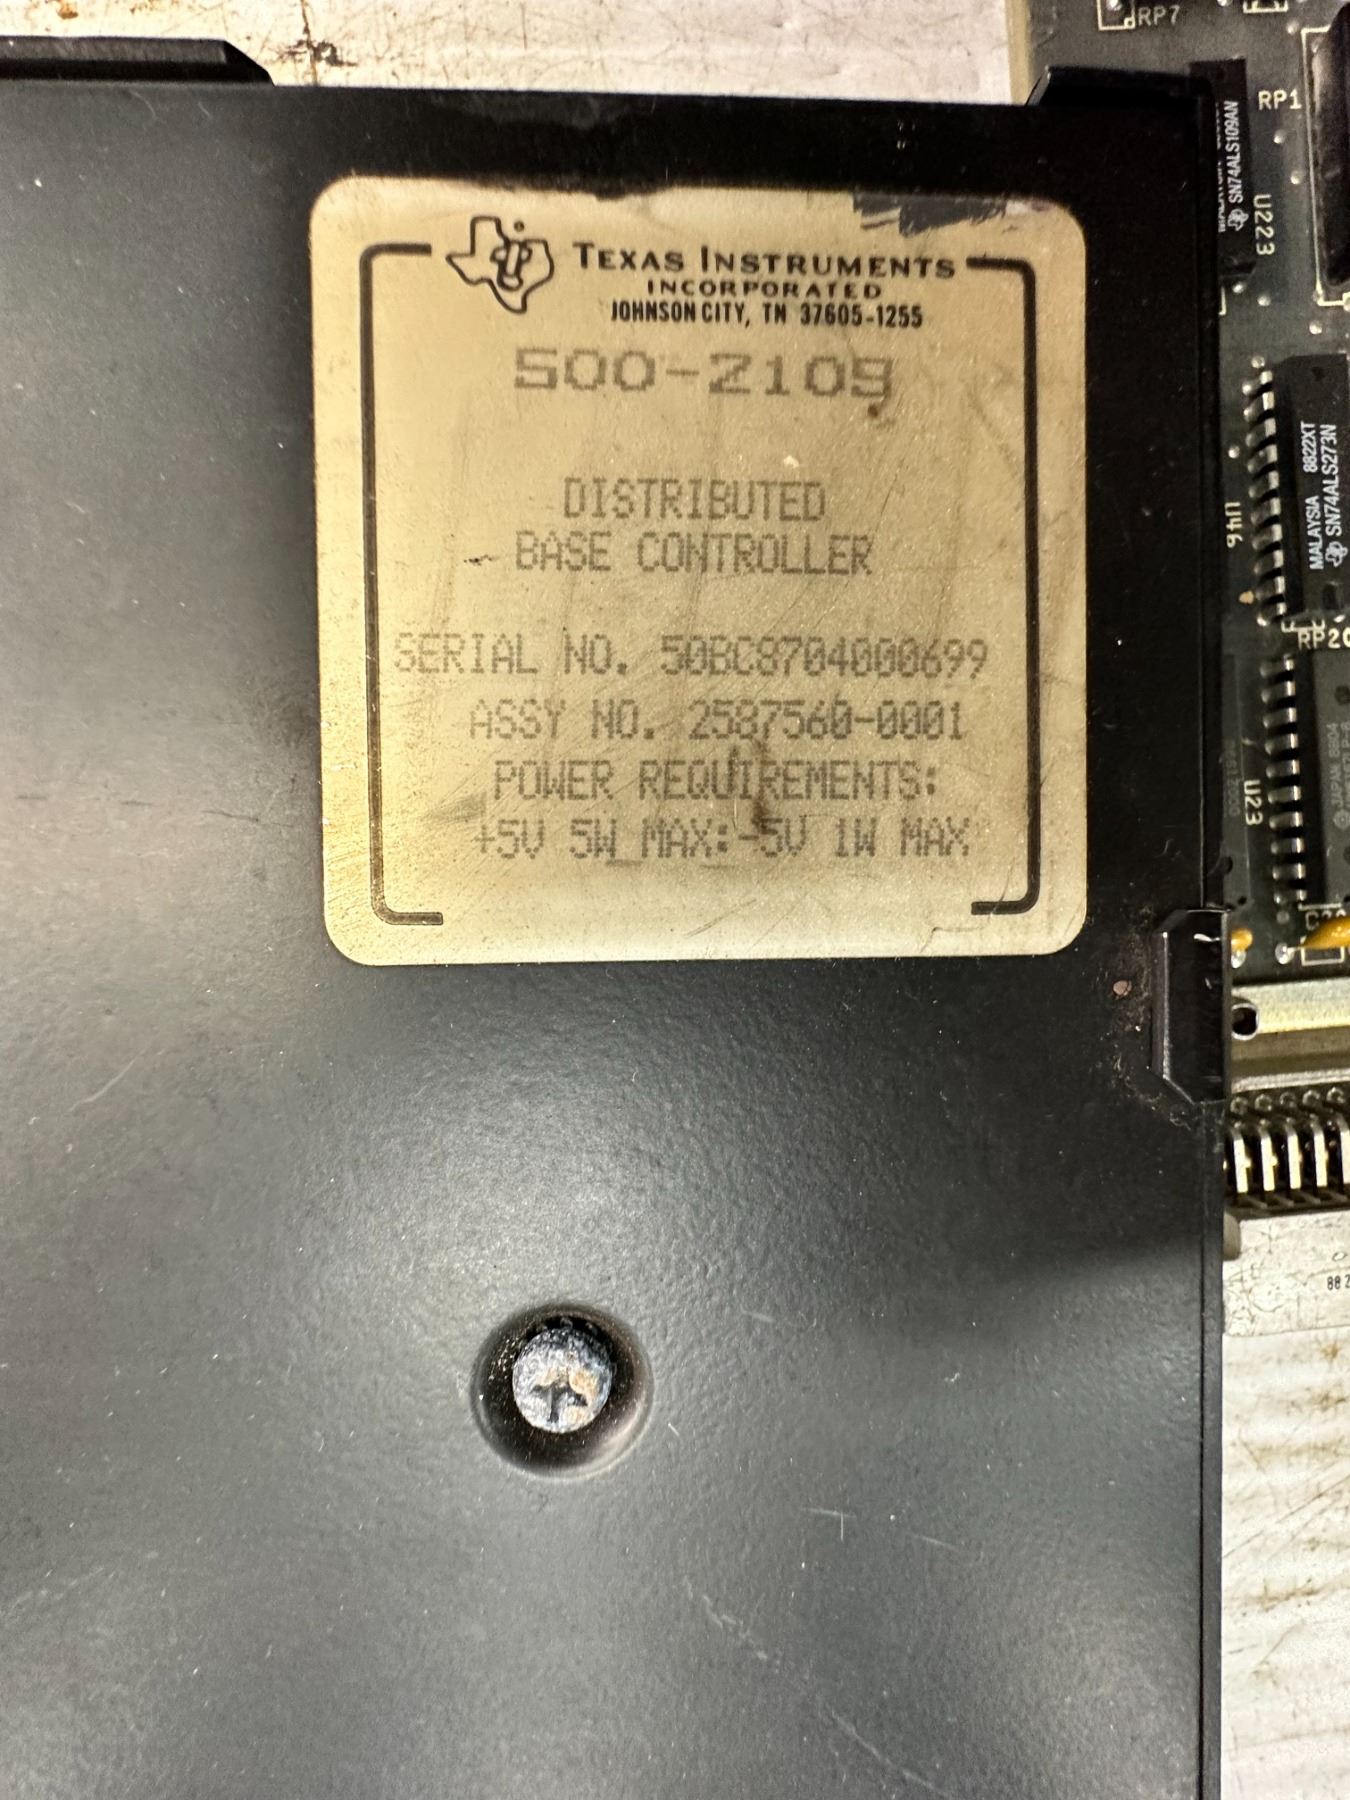 TEXAS INSTRUMENTS
INCORPORATED
JOHNSON CITY, TN 37605-1255
500-2109
DISTRIBUTED
BASE CONTROLLER
SERIAL NO. 50BC8704000699
ASSY NO. 2587560-0001
POWER REQUIREMENTS:
+5V 5W MAX:-5V 1W MAX
RP7
RP1
SN74ALS109AN
U223
MALAYSIA 8822XT
SN74ALS273N
U46
RP20
U23